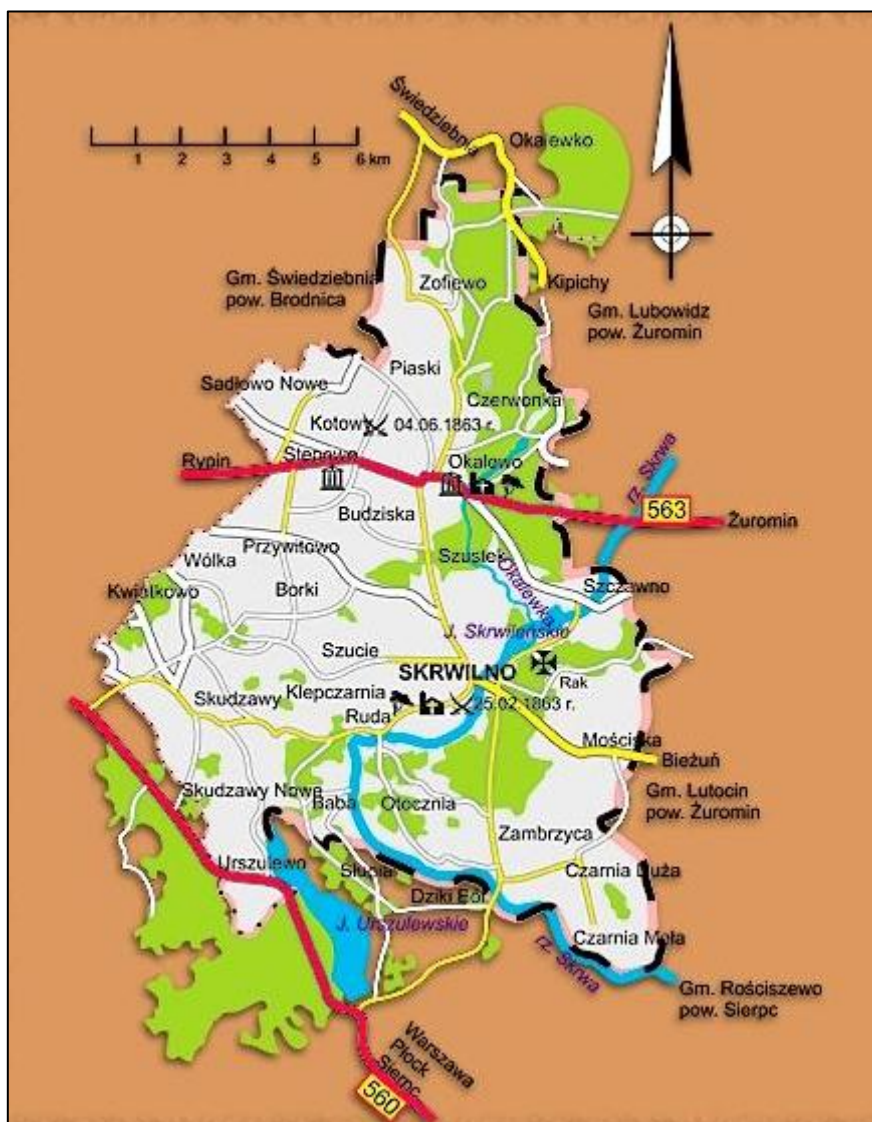 Świedziebnia
Okalewko
1 2 3 4 5 6 km
Gm. Świedziebnia
pow. Brodnica
Zofiewo
Kipichy
Gm. Lubowidz
pow. Żuromin
Piaski
Sadłowo Nowe
Czerwonka
Kotowy 04.06.1863 r.
rz. Skrwa
Rypin
Stępowo
Okalewo
563
Żuromin
Budziska
Przywitowo
Szustek
Wólka
Okalewka
Szczawno
Kwiatkowo
Borki
J. Skrwileńskie
Szucie
SKRWILNO
Rak
Skudzawy
Klepczarnia
Ruda
25.02.1863 r.
Mościska
Bieżuń
Skudzawy Nowe
Baba
Otocznia
Gm. Lutocin
pow. Żuromin
Zambrzyca
Urszulewo
Słupia
Czarnia Duża
Dziki Bór
J. Urszulewskie
Czarnia Mała
rz. Skrwa
Gm. Rościszewo
pow. Sierpc
Warszawa
Płock
Sierpc
560